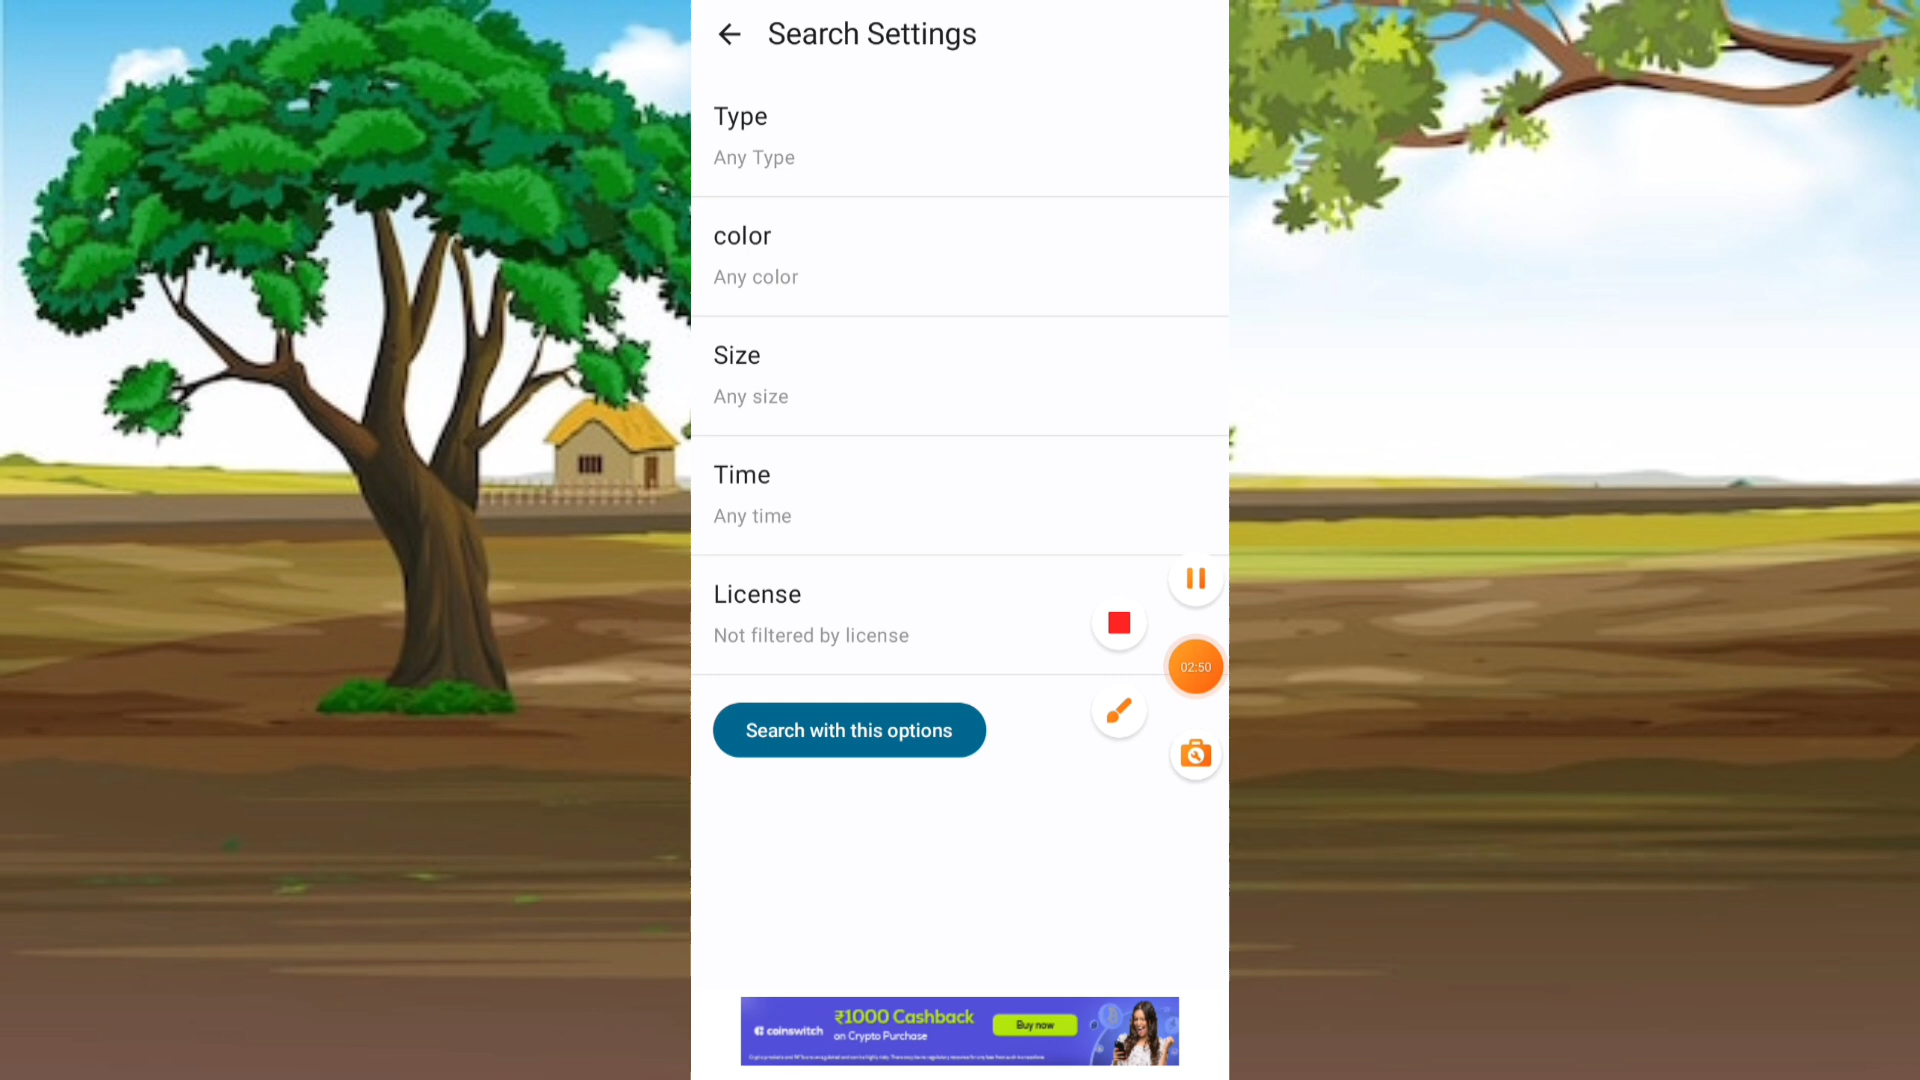 Search Settings
Type
Any Type
color
Any color
Size
Any size
Time
Any time
License
Not filtered by license
02:50
Search with this options
coinswitch
₹1000 Cashback
on Crypto Purchase
Buy now